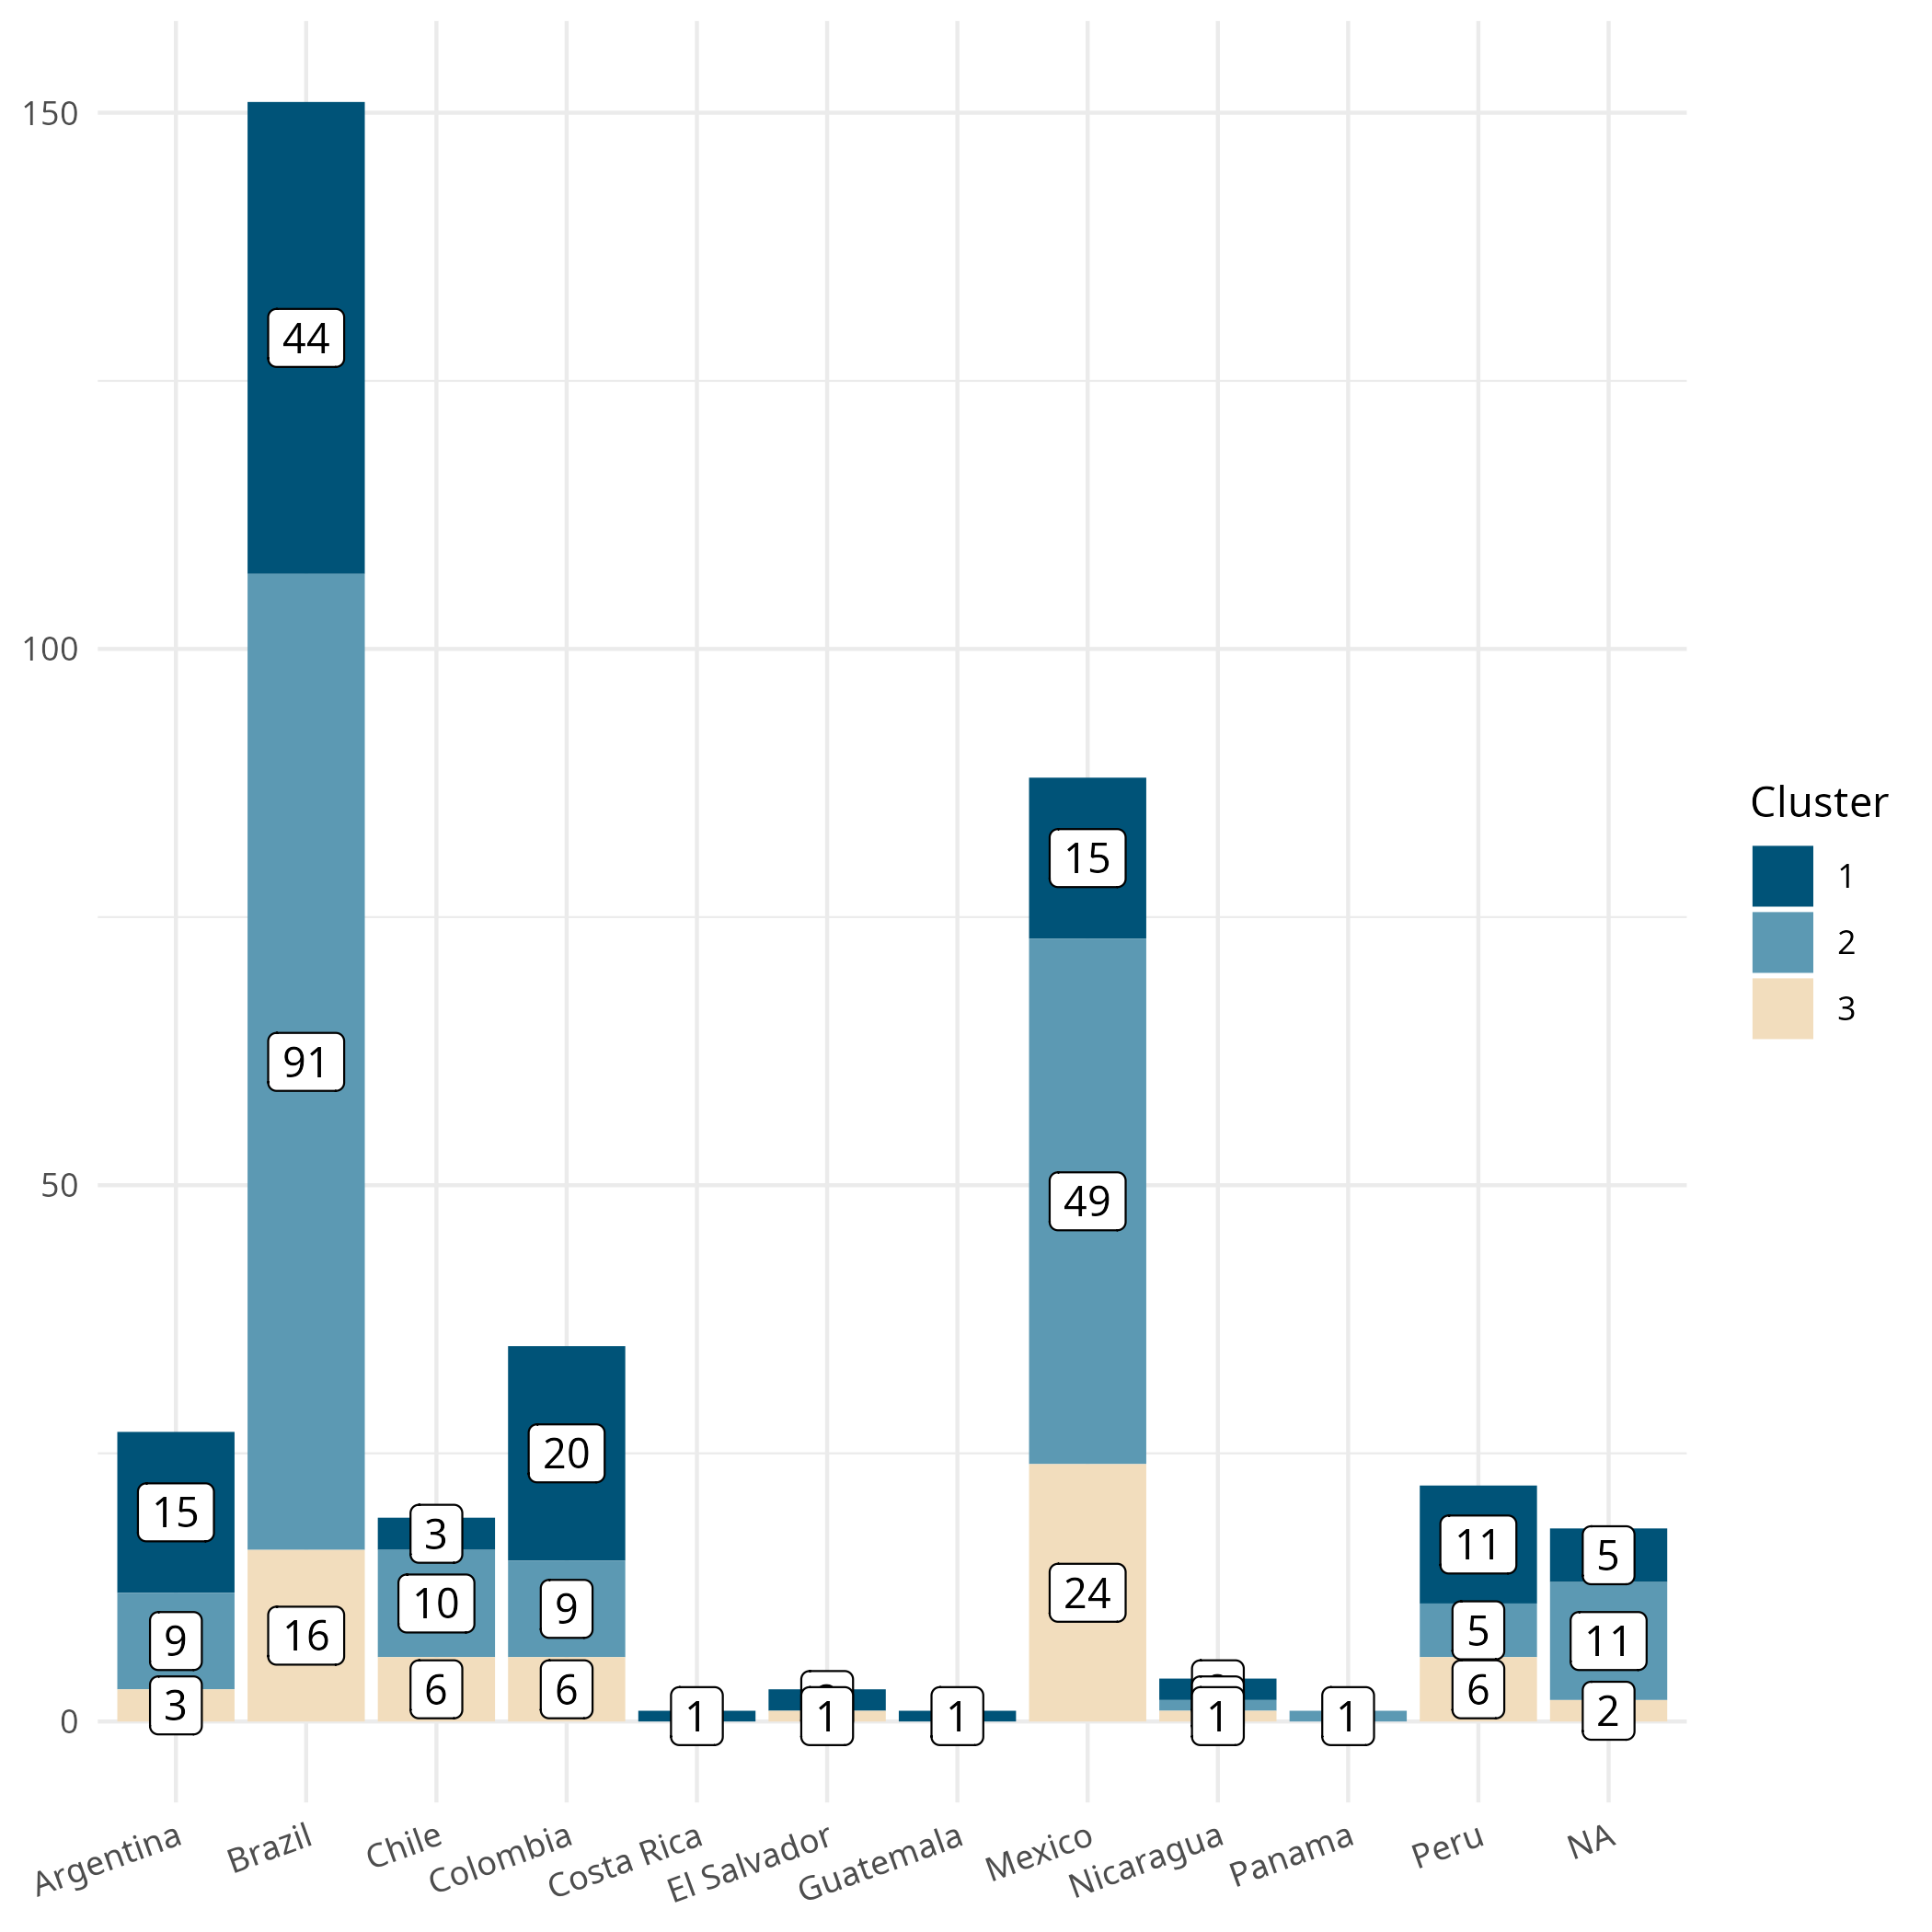 150
100
50
0
44
91
16
15
9
3
3
10
6
20
9
6
1
1
1
15
49
24
1
1
11
5
6
5
11
2
Argentina
Brazil
Chile
Colombia
Costa Rica
El Salvador
Guatemala
Mexico
Nicaragua
Panama
Peru
NA
Cluster
1
2
3